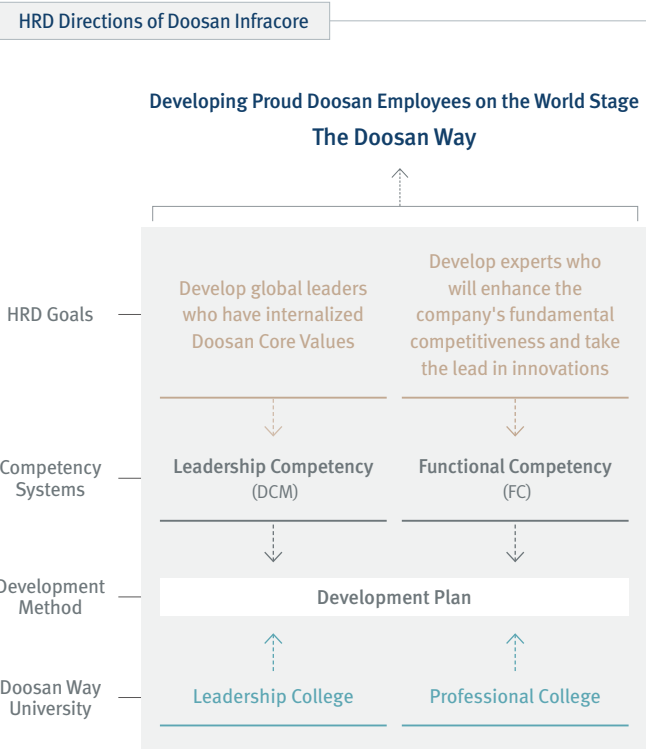 HRD Directions of Doosan Infracore
Developing Proud Doosan Employees on the World Stage
The Doosan Way
HRD Goals
Develop global leaders
who have internalized
Doosan Core Values
Develop experts who
will enhance the
company's fundamental
competitiveness and take
the lead in innovations
Competency
Systems
Leadership Competency
(DCM)
Functional Competency
(FC)
Development
Method
Development Plan
Doosan Way
University
Leadership College
Professional College